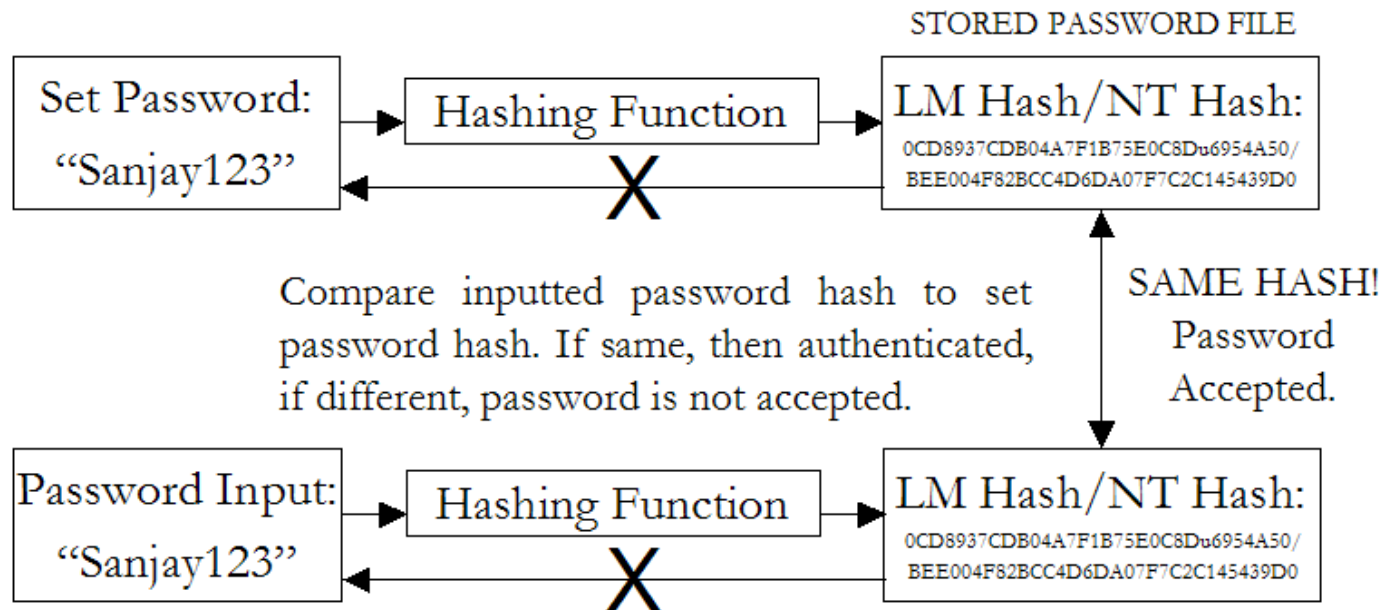 STORED PASSWORD FILE
Set Password:
“Sanjay123”
Hashing Function
LM Hash/NT Hash:
0CD8937CDB04A7F1B75E0C8Du6954A50/
BEE004F82BCC4D6DA07F7C2C145439D0
X
Compare inputted password hash to set
password hash. If same, then authenticated,
if different, password is not accepted.
SAME HASH!
Password
Accepted.
Password Input:
“Sanjay123”
Hashing Function
LM Hash/NT Hash:
0CD8937CDB04A7F1B75E0C8Du6954A50/
BEE004F82BCC4D6DA07F7C2C145439D0
X